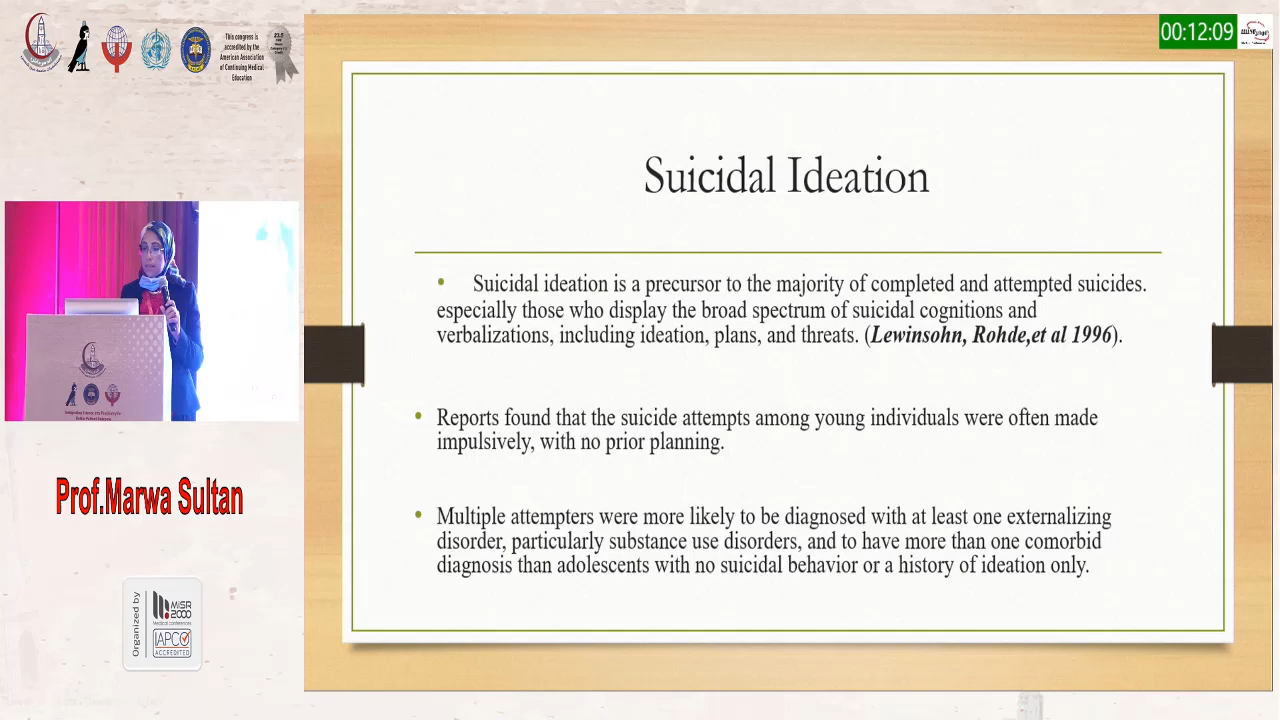 This congress is
accredited by the
American Association
of Continuing Medical
Education
00:12:09
Suicidal Ideation
• Suicidal ideation is a precursor to the majority of completed and attempted suicides.
especially those who display the broad spectrum of suicidal cognitions and
verbalizations, including ideation, plans, and threats. (Lewinsohn, Rohde,et al 1996).
• Reports found that the suicide attempts among young individuals were often made
impulsively, with no prior planning.
• Multiple attempters were more likely to be diagnosed with at least one externalizing
disorder, particularly substance use disorders, and to have more than one comorbid
diagnosis than adolescents with no suicidal behavior or a history of ideation only.
Prof.Marwa Sultan
Organized by
MiSR
2000
Medical conferences
IAPCO
ACCREDITED